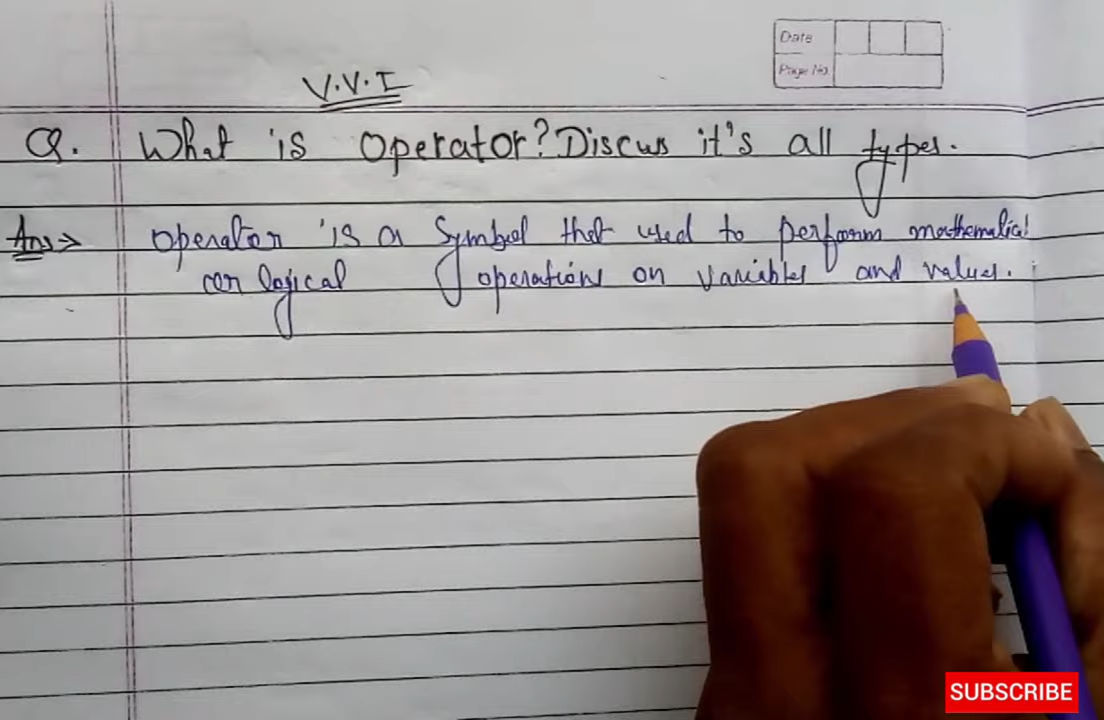 Date
Page No.
V.V.I
Q. What is operator? Discus it's all types.
Ans→ operator is a Symbol that used to perform mathematical
or logical operations on variables and values.
SUBSCRIBE